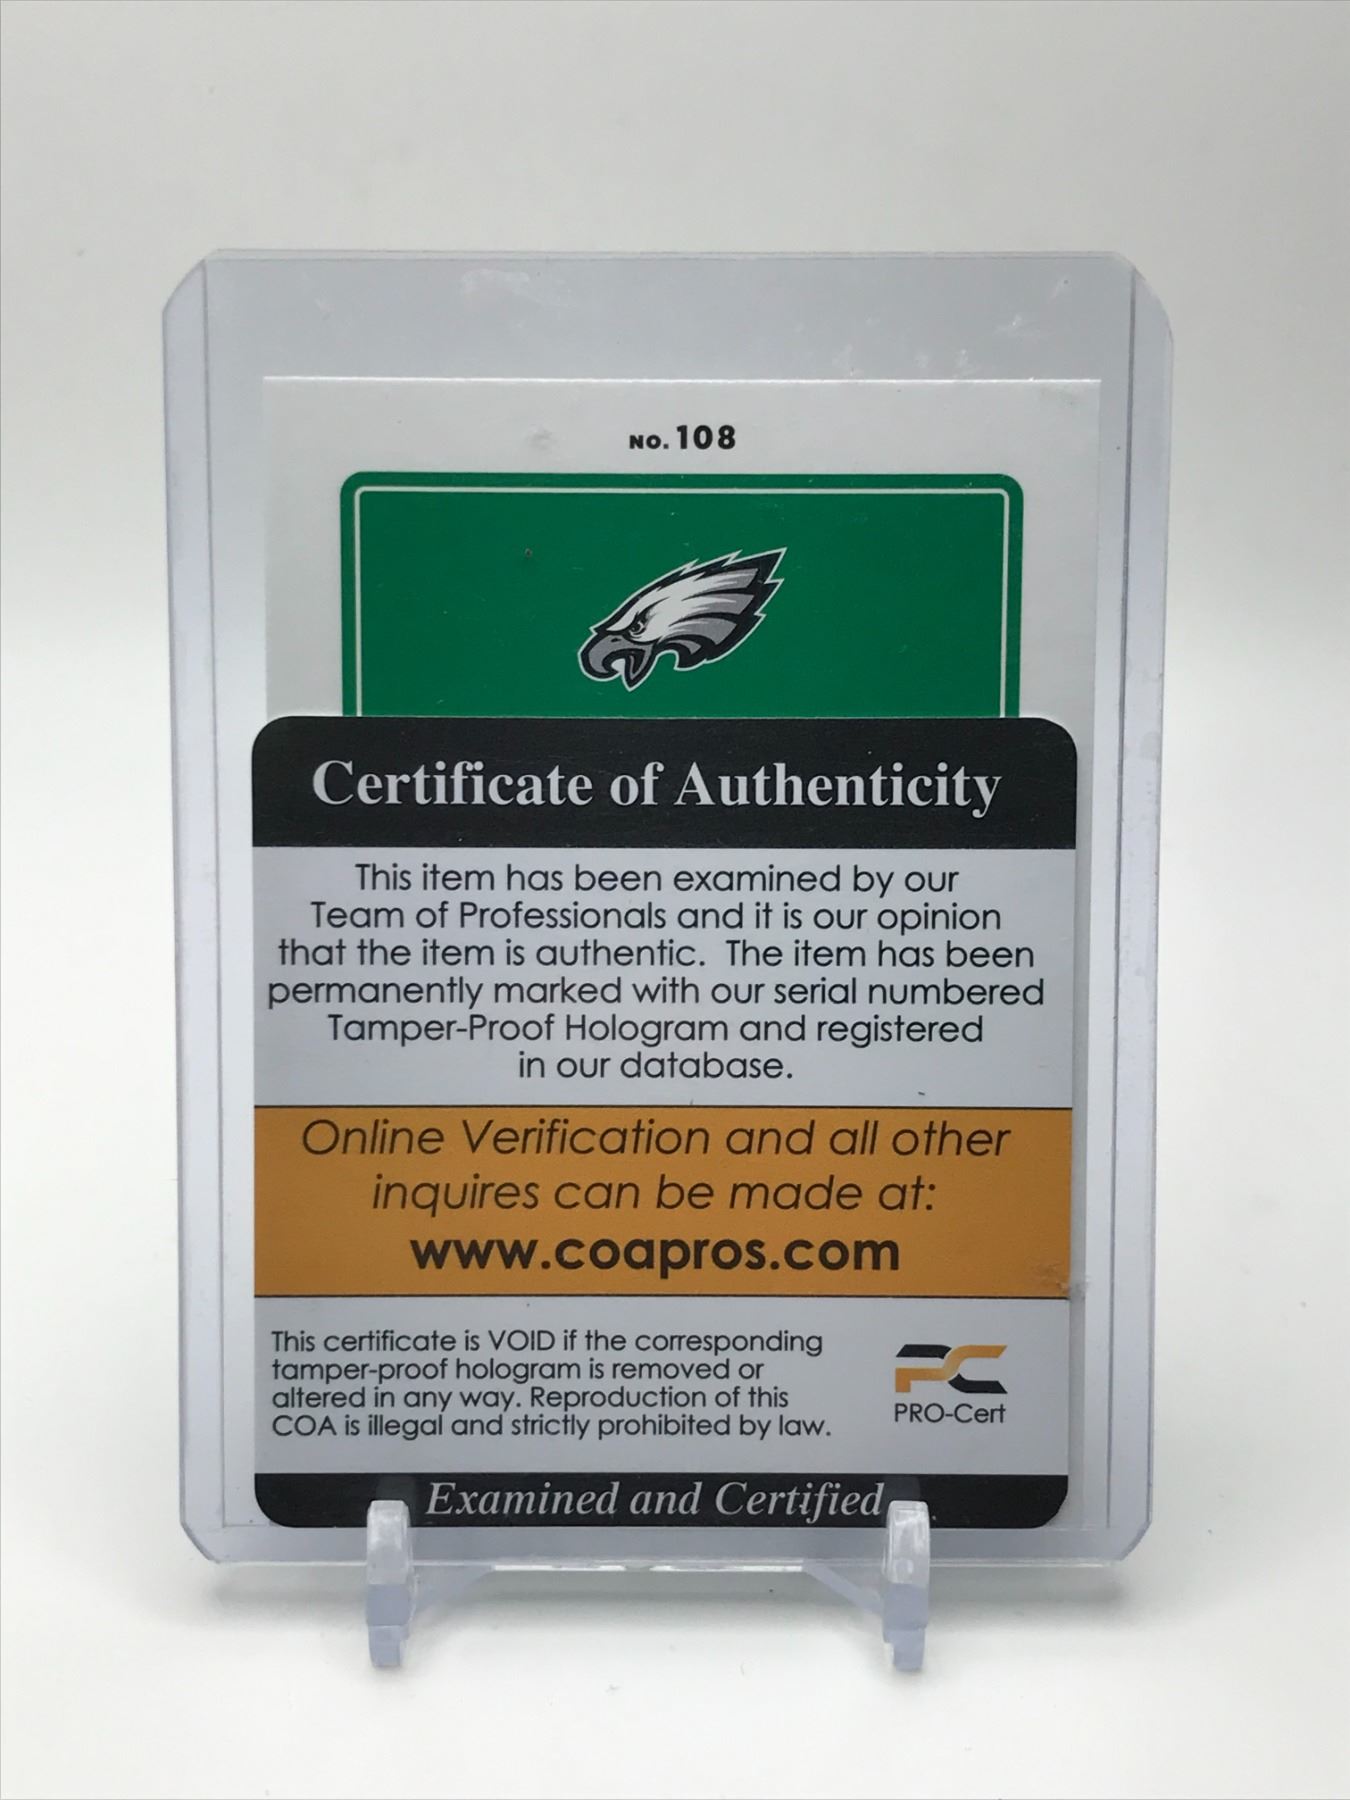 NO. 108
Certificate of Authenticity
This item has been examined by our
Team of Professionals and it is our opinion
that the item is authentic. The item has been
permanently marked with our serial numbered
Tamper-Proof Hologram and registered
in our database.
Online Verification and all other
inquires can be made at:
www.coapros.com
This certificate is VOID if the corresponding
tamper-proof hologram is removed or
altered in any way. Reproduction of this
COA is illegal and strictly prohibited by law.
PC
PRO-Cert
Examined and Certified